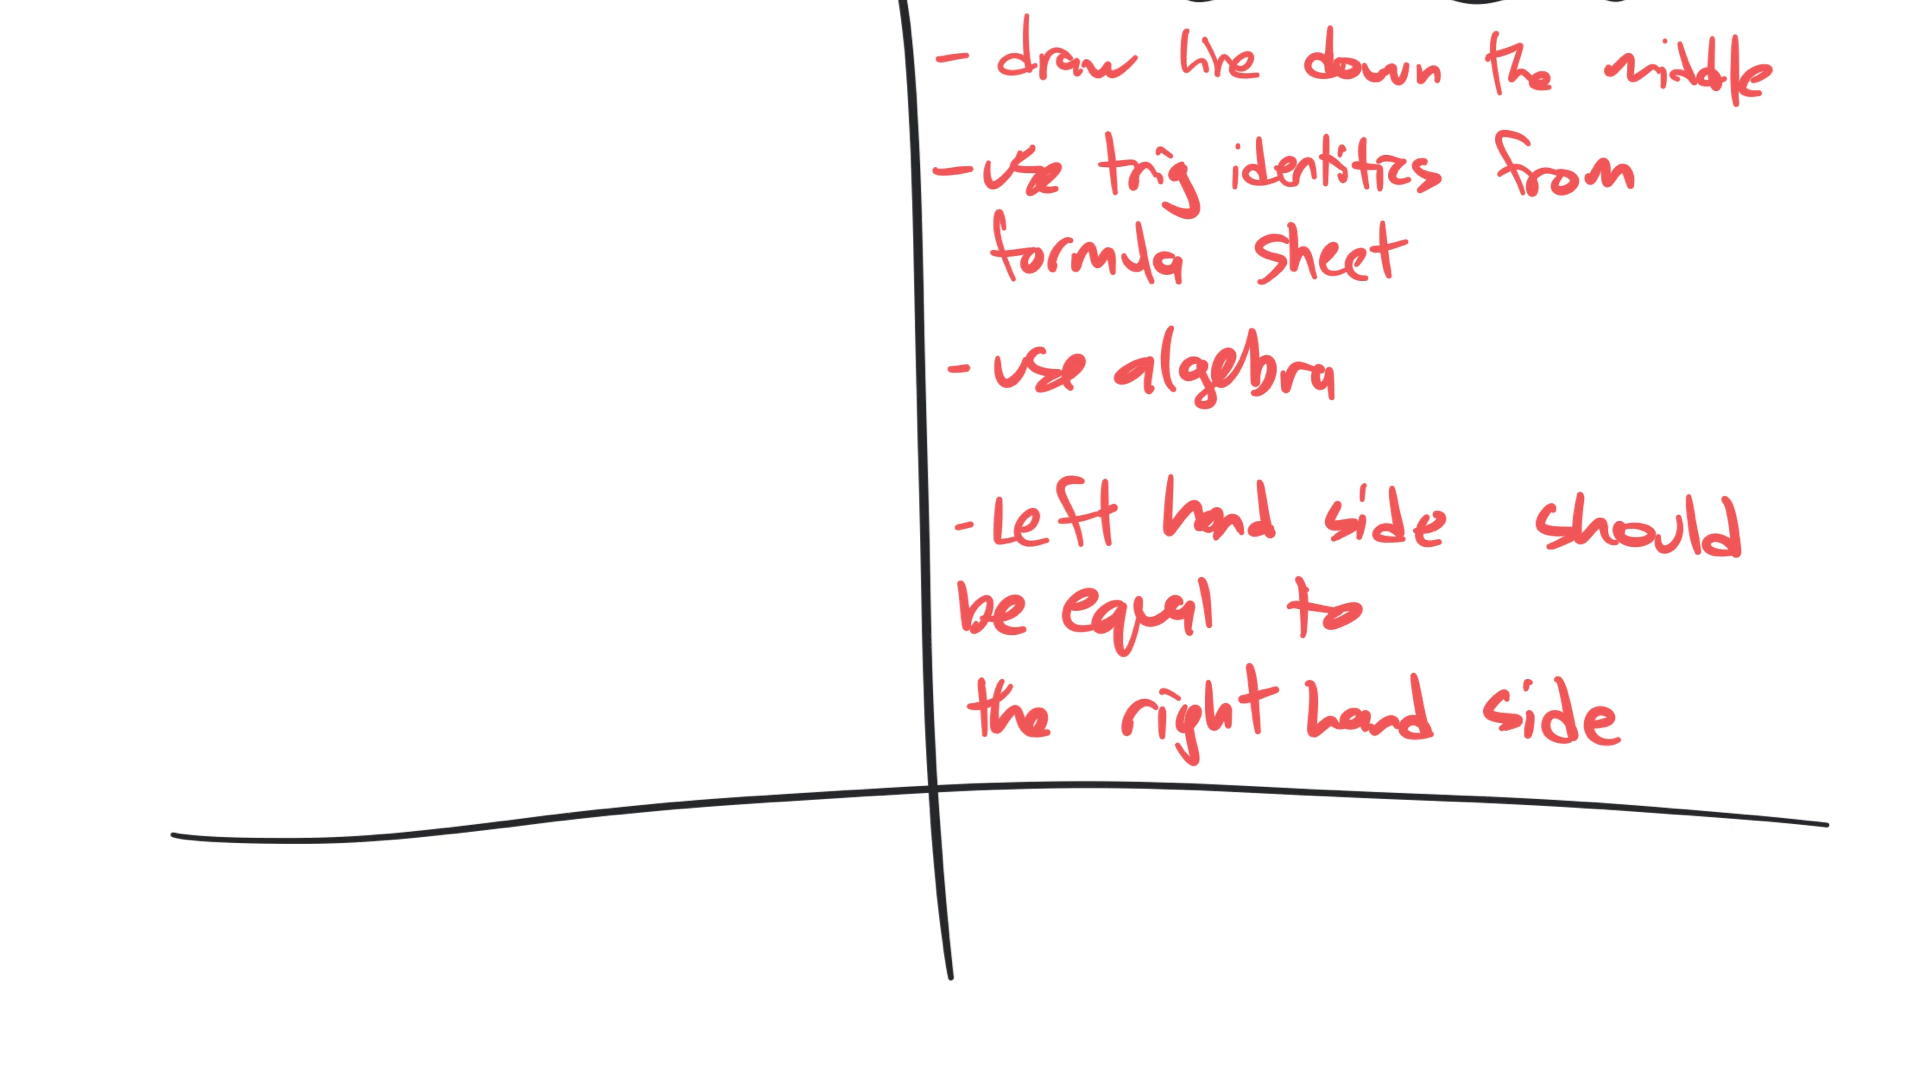 - draw line down the middle
- use trig identities from
formula sheet
- use algebra
- Left hand side should
be equal to
the right hand side